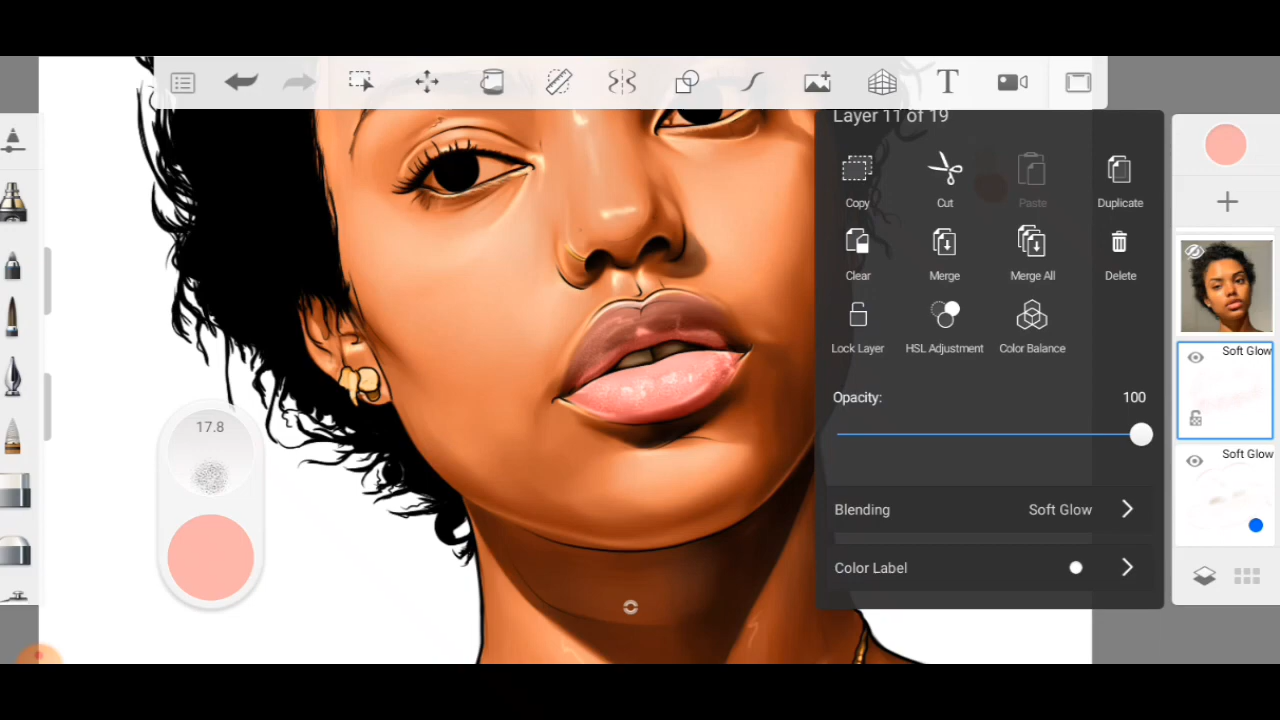 T
Layer 11 of 19
Copy
Cut
Paste
Duplicate
Clear
Merge
Merge All
Delete
Lock Layer
HSL Adjustment
Color Balance
Opacity: 100
Blending Soft Glow
Color Label
17.8
Soft Glow
Soft Glow